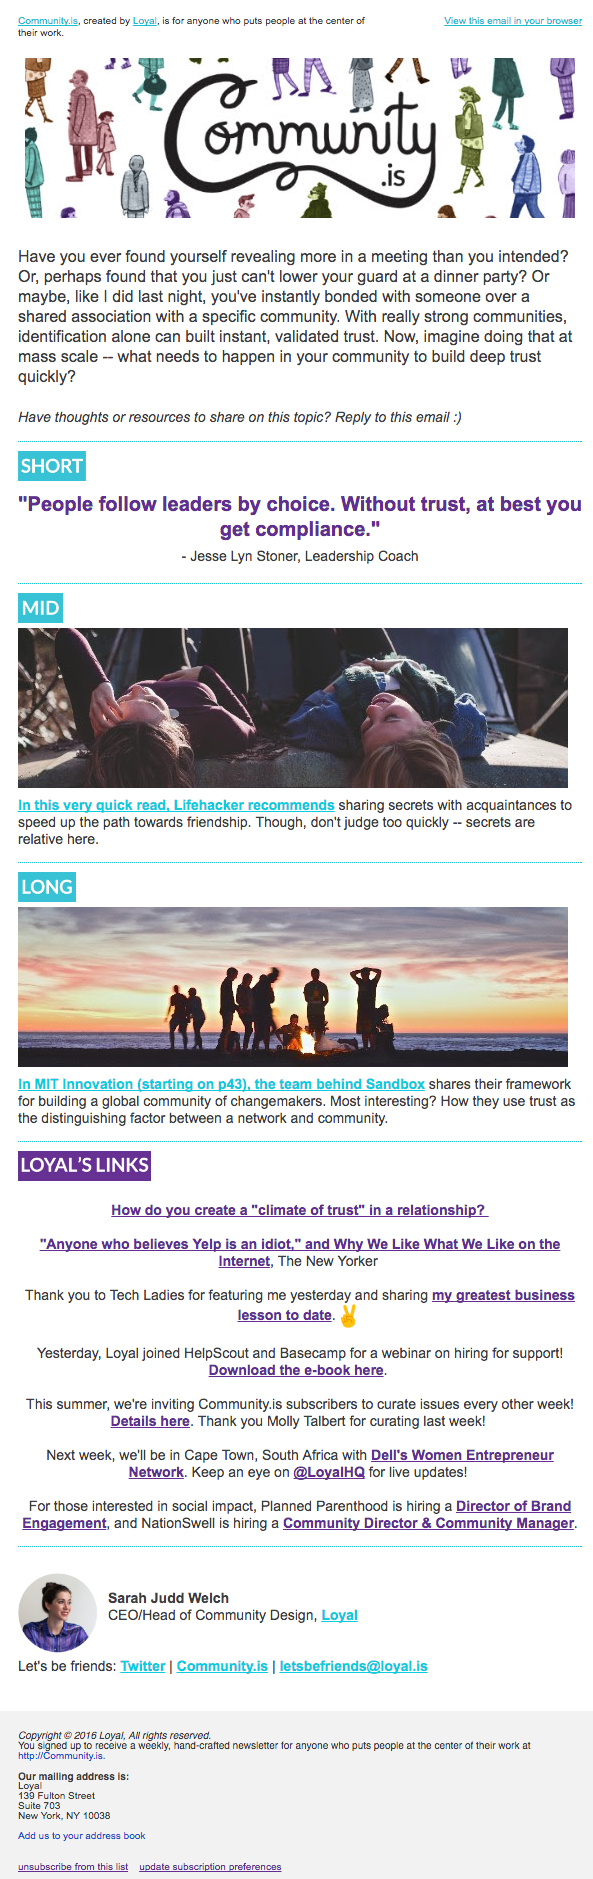 Community.is, created by Loyal, is for anyone who puts people at the center of
their work.
View this email in your browser
Community
.is
Have you ever found yourself revealing more in a meeting than you intended?
Or, perhaps found that you just can't lower your guard at a dinner party? Or
maybe, like I did last night, you've instantly bonded with someone over a
shared association with a specific community. With really strong communities,
identification alone can built instant, validated trust. Now, imagine doing that at
mass scale -- what needs to happen in your community to build deep trust
quickly?
Have thoughts or resources to share on this topic? Reply to this email :)
SHORT
"People follow leaders by choice. Without trust, at best you
get compliance."
- Jesse Lyn Stoner, Leadership Coach
MID
In this very quick read, Lifehacker recommends sharing secrets with acquaintances to
speed up the path towards friendship. Though, don't judge too quickly -- secrets are
relative here.
LONG
In MIT Innovation (starting on p43), the team behind Sandbox shares their framework
for building a global community of changemakers. Most interesting? How they use trust as
the distinguishing factor between a network and community.
LOYAL'S LINKS
How do you create a "climate of trust" in a relationship?
"Anyone who believes Yelp is an idiot," and Why We Like What We Like on the
Internet, The New Yorker
Thank you to Tech Ladies for featuring me yesterday and sharing my greatest business
lesson to date. ✌️
Yesterday, Loyal joined HelpScout and Basecamp for a webinar on hiring for support!
Download the e-book here.
This summer, we're inviting Community.is subscribers to curate issues every other week!
Details here. Thank you Molly Talbert for curating last week!
Next week, we'll be in Cape Town, South Africa with Dell's Women Entrepreneur
Network. Keep an eye on @LoyalHQ for live updates!
For those interested in social impact, Planned Parenthood is hiring a Director of Brand
Engagement, and NationSwell is hiring a Community Director & Community Manager.
Sarah Judd Welch
CEO/Head of Community Design, Loyal
Let's be friends: Twitter | Community.is | letsbefriends@loyal.is
Copyright © 2016 Loyal, All rights reserved.
You signed up to receive a weekly, hand-crafted newsletter for anyone who puts people at the center of their work at
http://Community.is.
Our mailing address is:
Loyal
139 Fulton Street
Suite 703
New York, NY 10038
Add us to your address book
unsubscribe from this list update subscription preferences